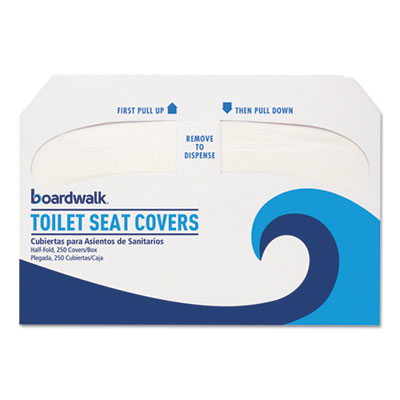 FIRST PULL UP
THEN PULL DOWN
REMOVE
TO
DISPENSE
boardwalk.
TOILET SEAT COVERS
Cubiertas para Asientos de Sanitarios
Half-Fold, 250 Covers/Box
Plegada, 250 Cubiertas/Caja